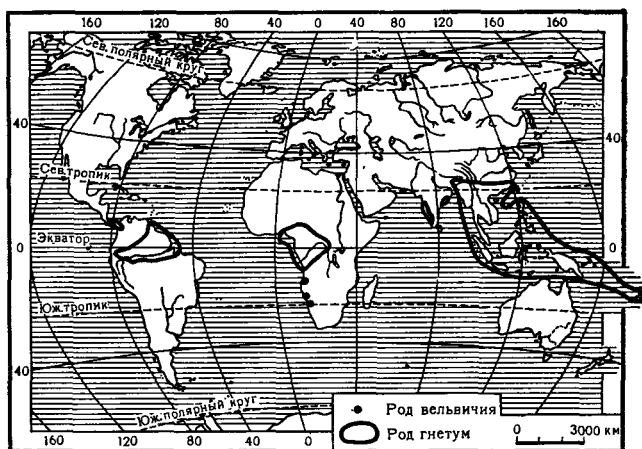 160 120 80 40 0 40 80 120 160
Сев. полярный круг
40 40
Сев. тропик
Экватор
0 0
Юж. тропик
40
Юж. полярный круг
160 120 80 40 0
Род вельвичия
Род гнетум
0 3000 км